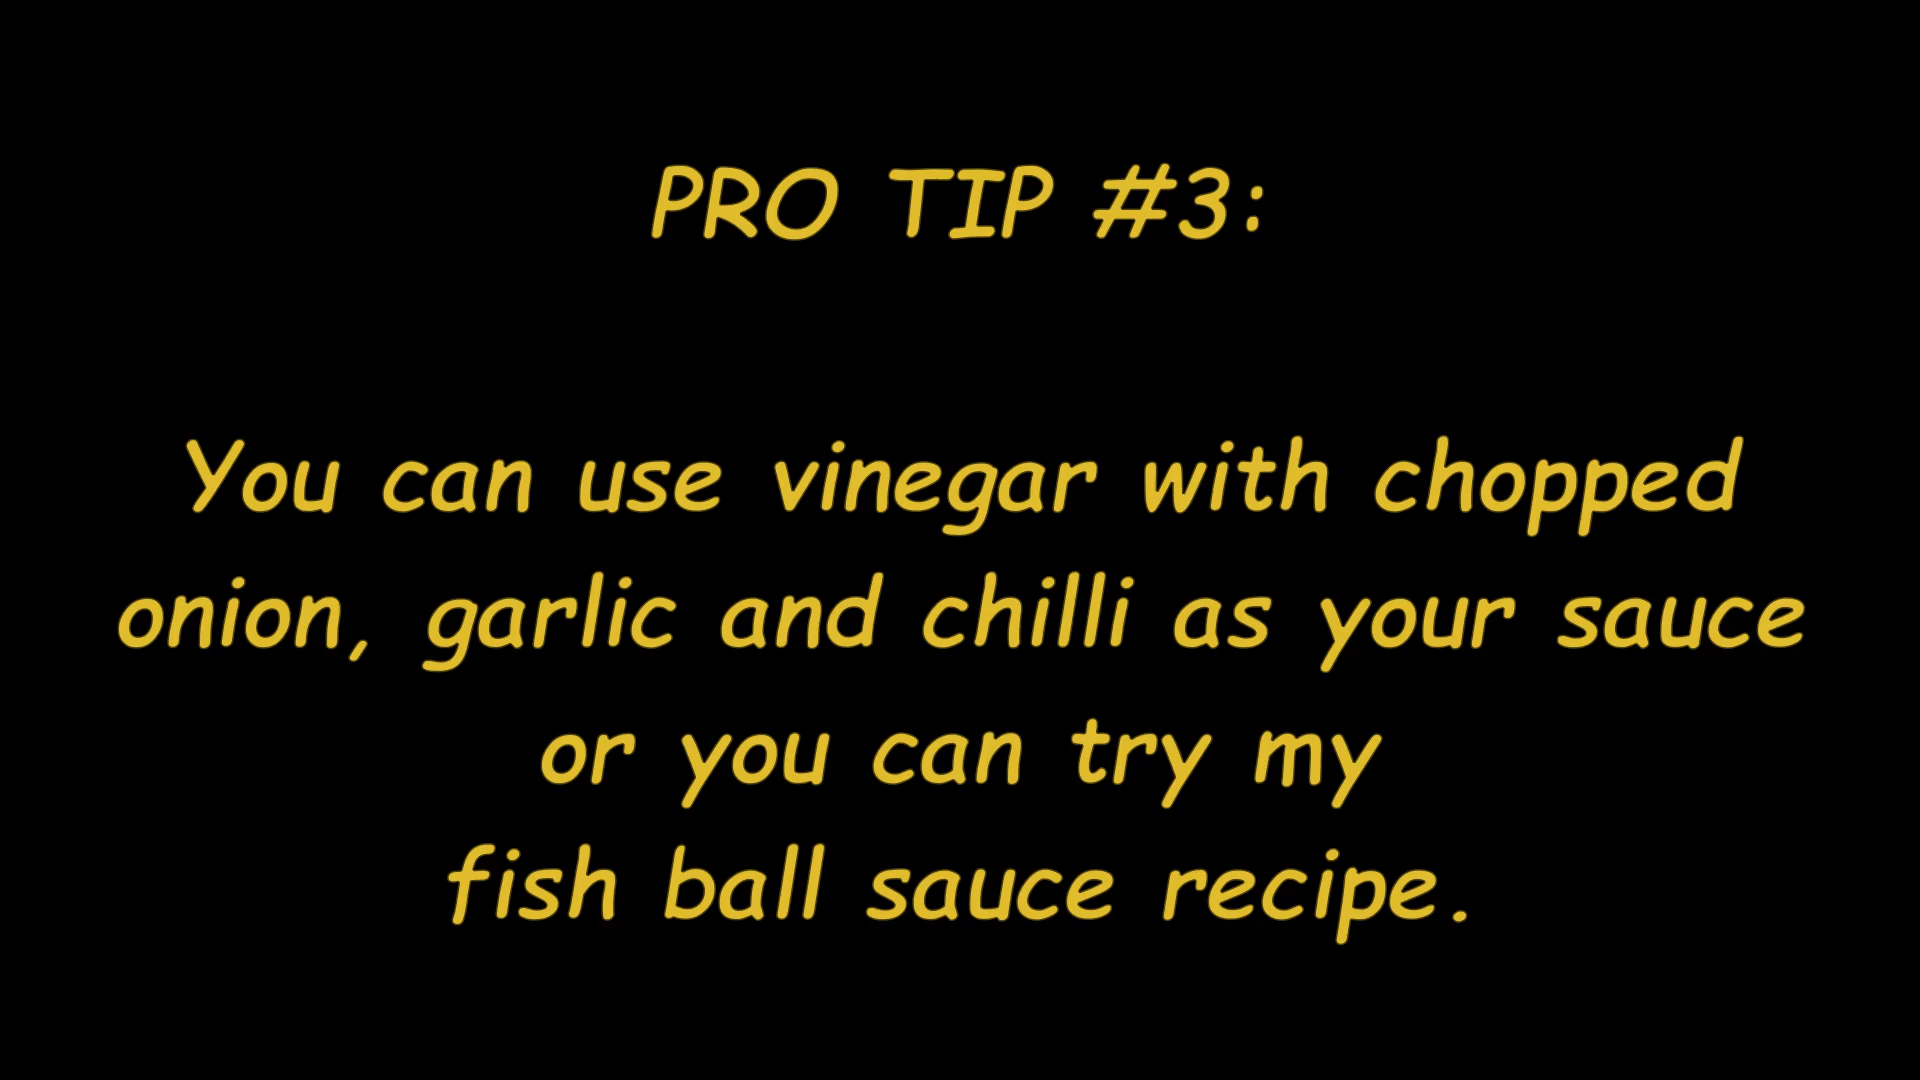 PRO TIP #3:
You can use vinegar with chopped
onion, garlic and chilli as your sauce
or you can try my
fish ball sauce recipe.